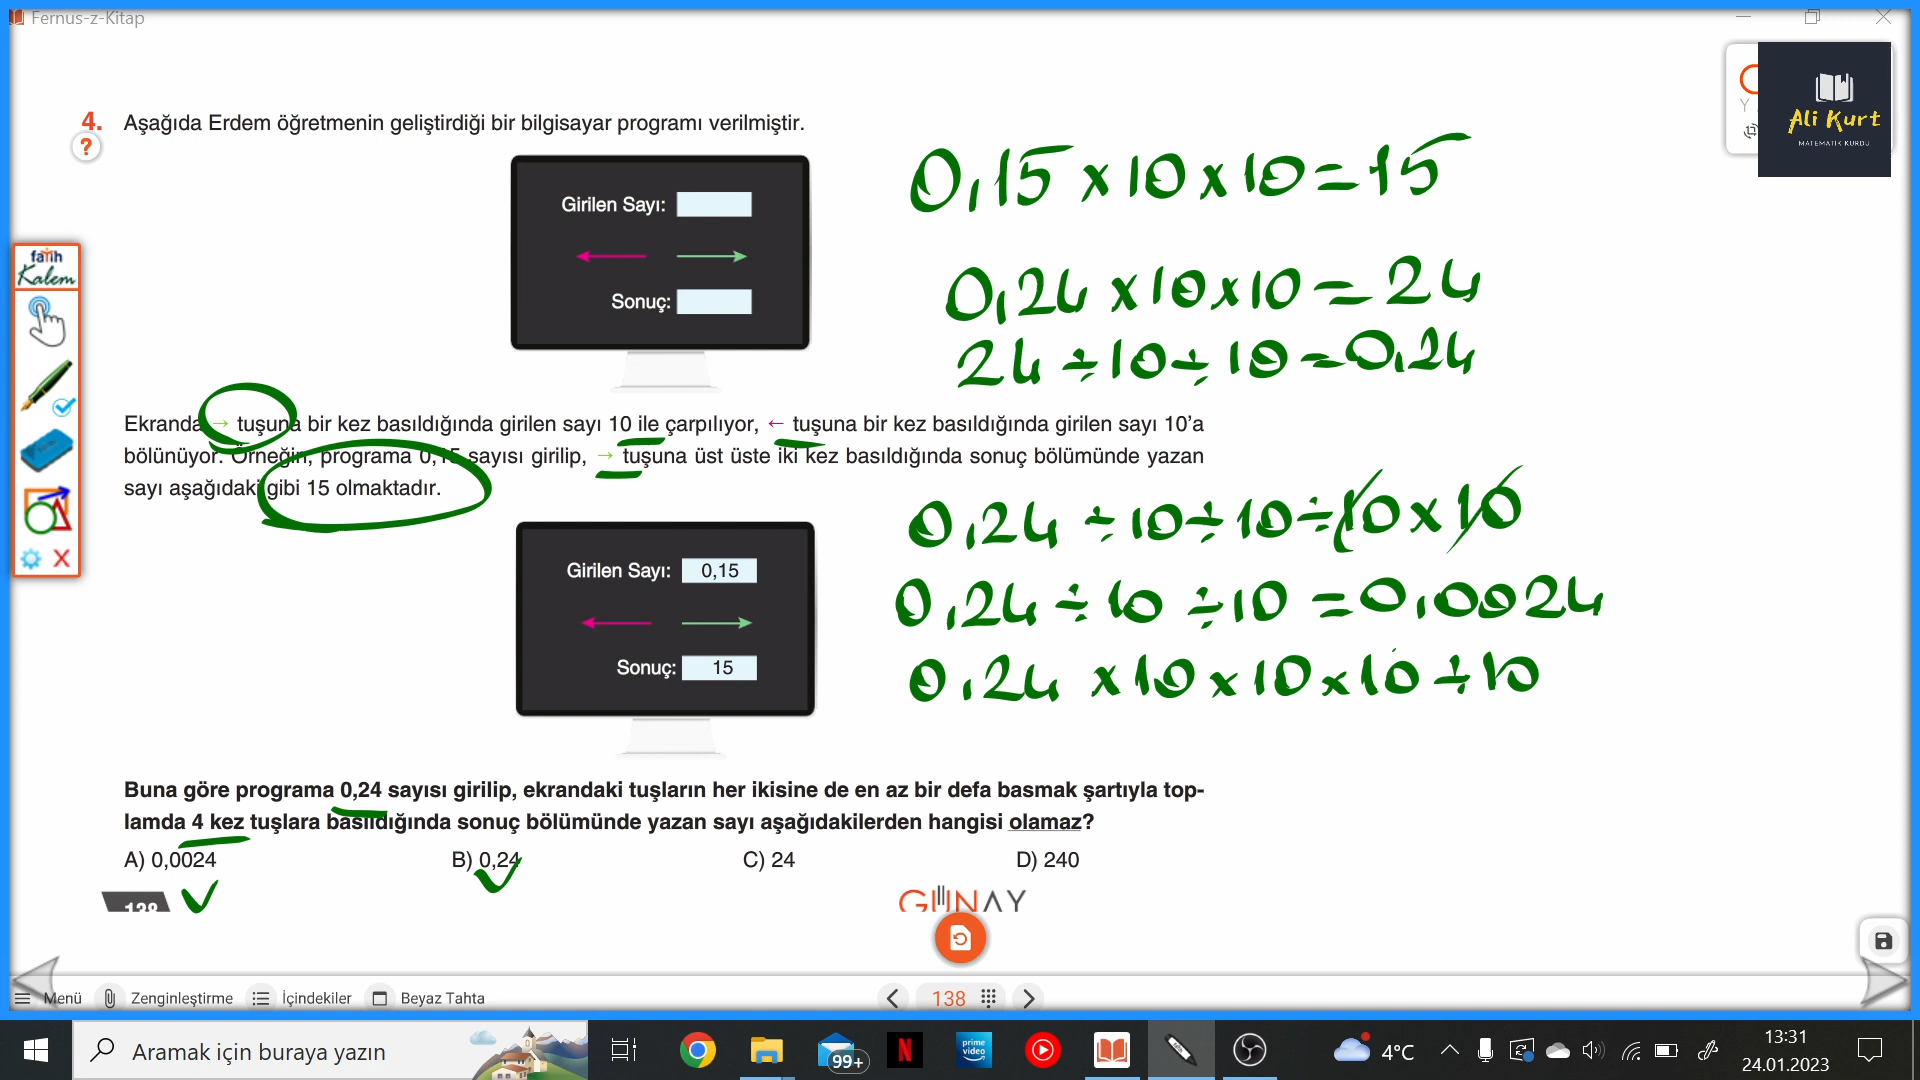 Fernus-z-Kitap
Ali Kurt
MATEMATİK KURDU
4. Aşağıda Erdem öğretmenin geliştirdiği bir bilgisayar programı verilmiştir.
?
Girilen Sayı:
Sonuç:
0,15 x 10 x 10 = 15
0,24 x 10 x 10 = 24
24 ÷ 10 ÷ 10 = 0,24
fatih
Kalem
Ekranda → tuşuna bir kez basıldığında girilen sayı 10 ile çarpılıyor, ← tuşuna bir kez basıldığında girilen sayı 10’a
bölünüyor. Örneğin, programa 0,15 sayısı girilip, → tuşuna üst üste iki kez basıldığında sonuç bölümünde yazan
sayı aşağıdaki gibi 15 olmaktadır.
Girilen Sayı: 0,15
Sonuç: 15
0,24 ÷ 10 ÷ 10 ÷ 10 x 10
0,24 ÷ 10 ÷ 10 = 0,0024
0,24 x 10 x 10 x 10 ÷ 10
Buna göre programa 0,24 sayısı girilip, ekrandaki tuşların her ikisine de en az bir defa basmak şartıyla top-
lamda 4 kez tuşlara basıldığında sonuç bölümünde yazan sayı aşağıdakilerden hangisi olamaz?
A) 0,0024 B) 0,24 C) 24 D) 240
138
GÜNAY
Menü Zenginleştirme İçindekiler Beyaz Tahta 138
Aramak için buraya yazın
99+
N
prime video
4°C
13:31
24.01.2023